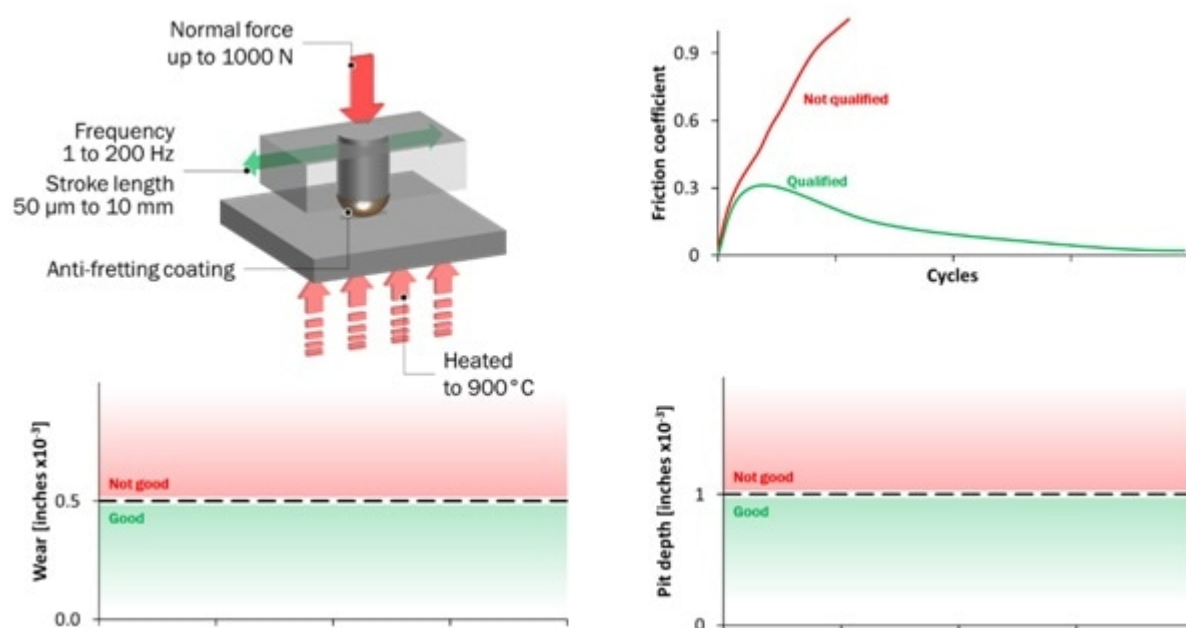 Normal force
up to 1000 N
Frequency
1 to 200 Hz
Stroke length
50 µm to 10 mm
Anti-fretting coating
Heated
to 900°C
Friction coefficient
0.9
0.6
0.3
0
Not qualified
Qualified
Cycles
Wear [inches x10⁻³]
0.5
0.0
Not good
Good
Pit depth [inches x10⁻³]
1
0
Not good
Good